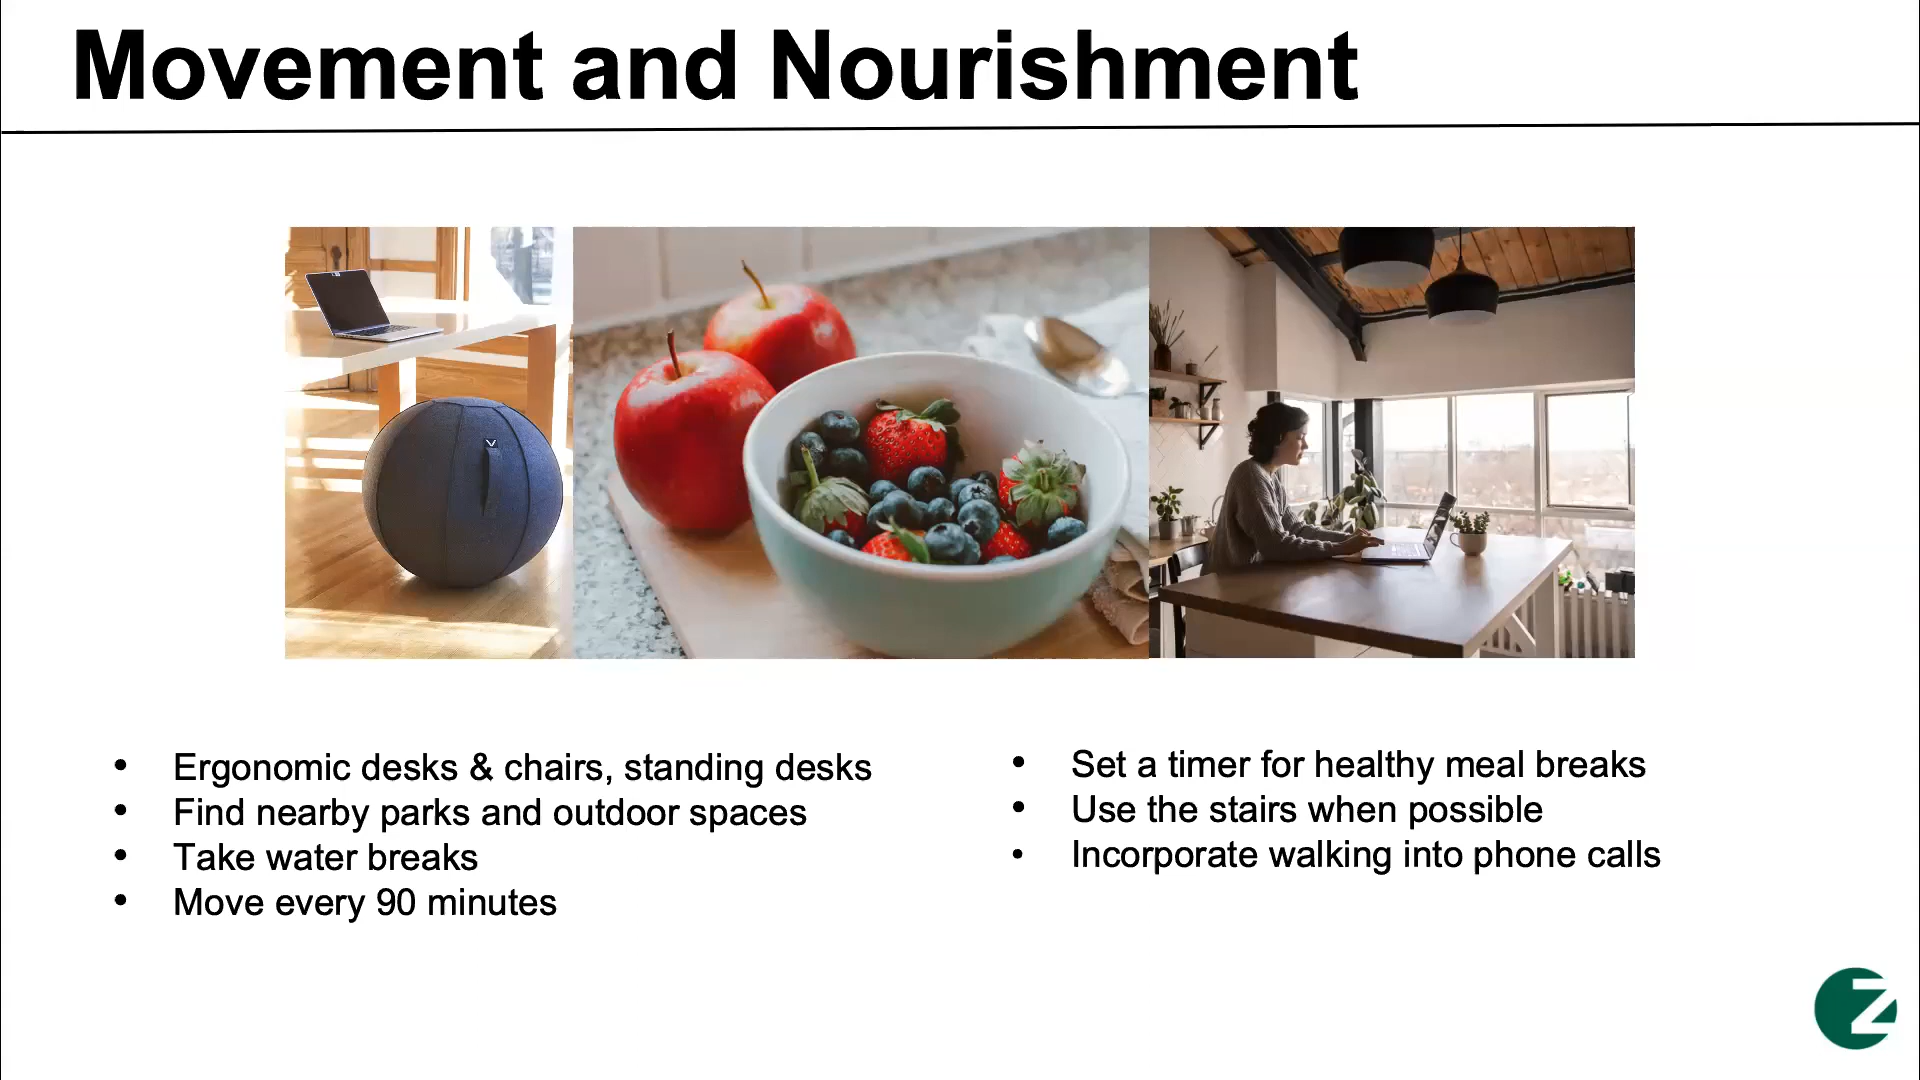 Movement and Nourishment
• Ergonomic desks & chairs, standing desks
• Find nearby parks and outdoor spaces
• Take water breaks
• Move every 90 minutes
• Set a timer for healthy meal breaks
• Use the stairs when possible
• Incorporate walking into phone calls
Z